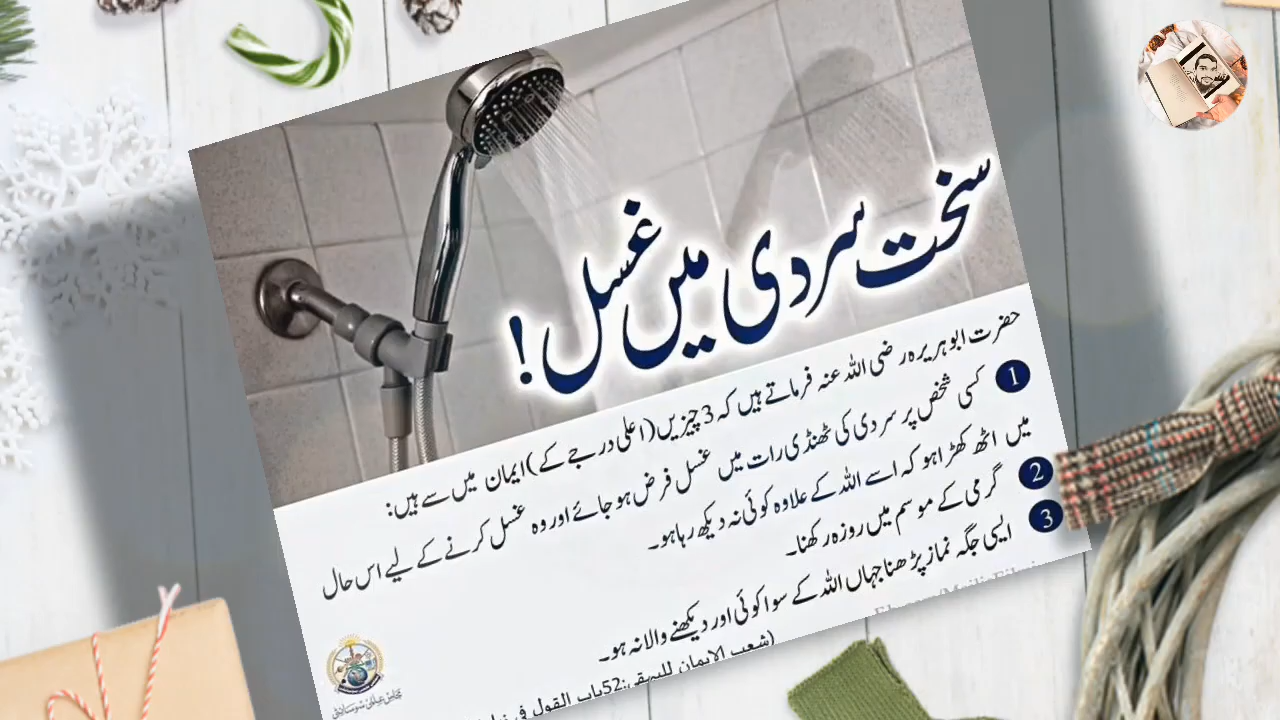 سخت سردی میں غسل!
حضرت ابوہریرہ رضی اللہ عنہ فرماتے ہیں کہ 3 چیزیں (اعلی درجے کے) ایمان میں سے ہیں:
1 کسی شخص پر سردی کی ٹھنڈی رات میں غسل فرض ہو جائے اور وہ غسل کرنے کے لیے اس حال
میں اٹھ کھڑا ہو کہ اسے اللہ کے علاوہ کوئی نہ دیکھ رہا ہو۔
2 گرمی کے موسم میں روزہ رکھنا۔
3 ایسی جگہ نماز پڑھنا جہاں اللہ کے سوا کوئی اور دیکھنے والا نہ ہو۔
(شعب الایمان للبیہقی:52 باب القول فی